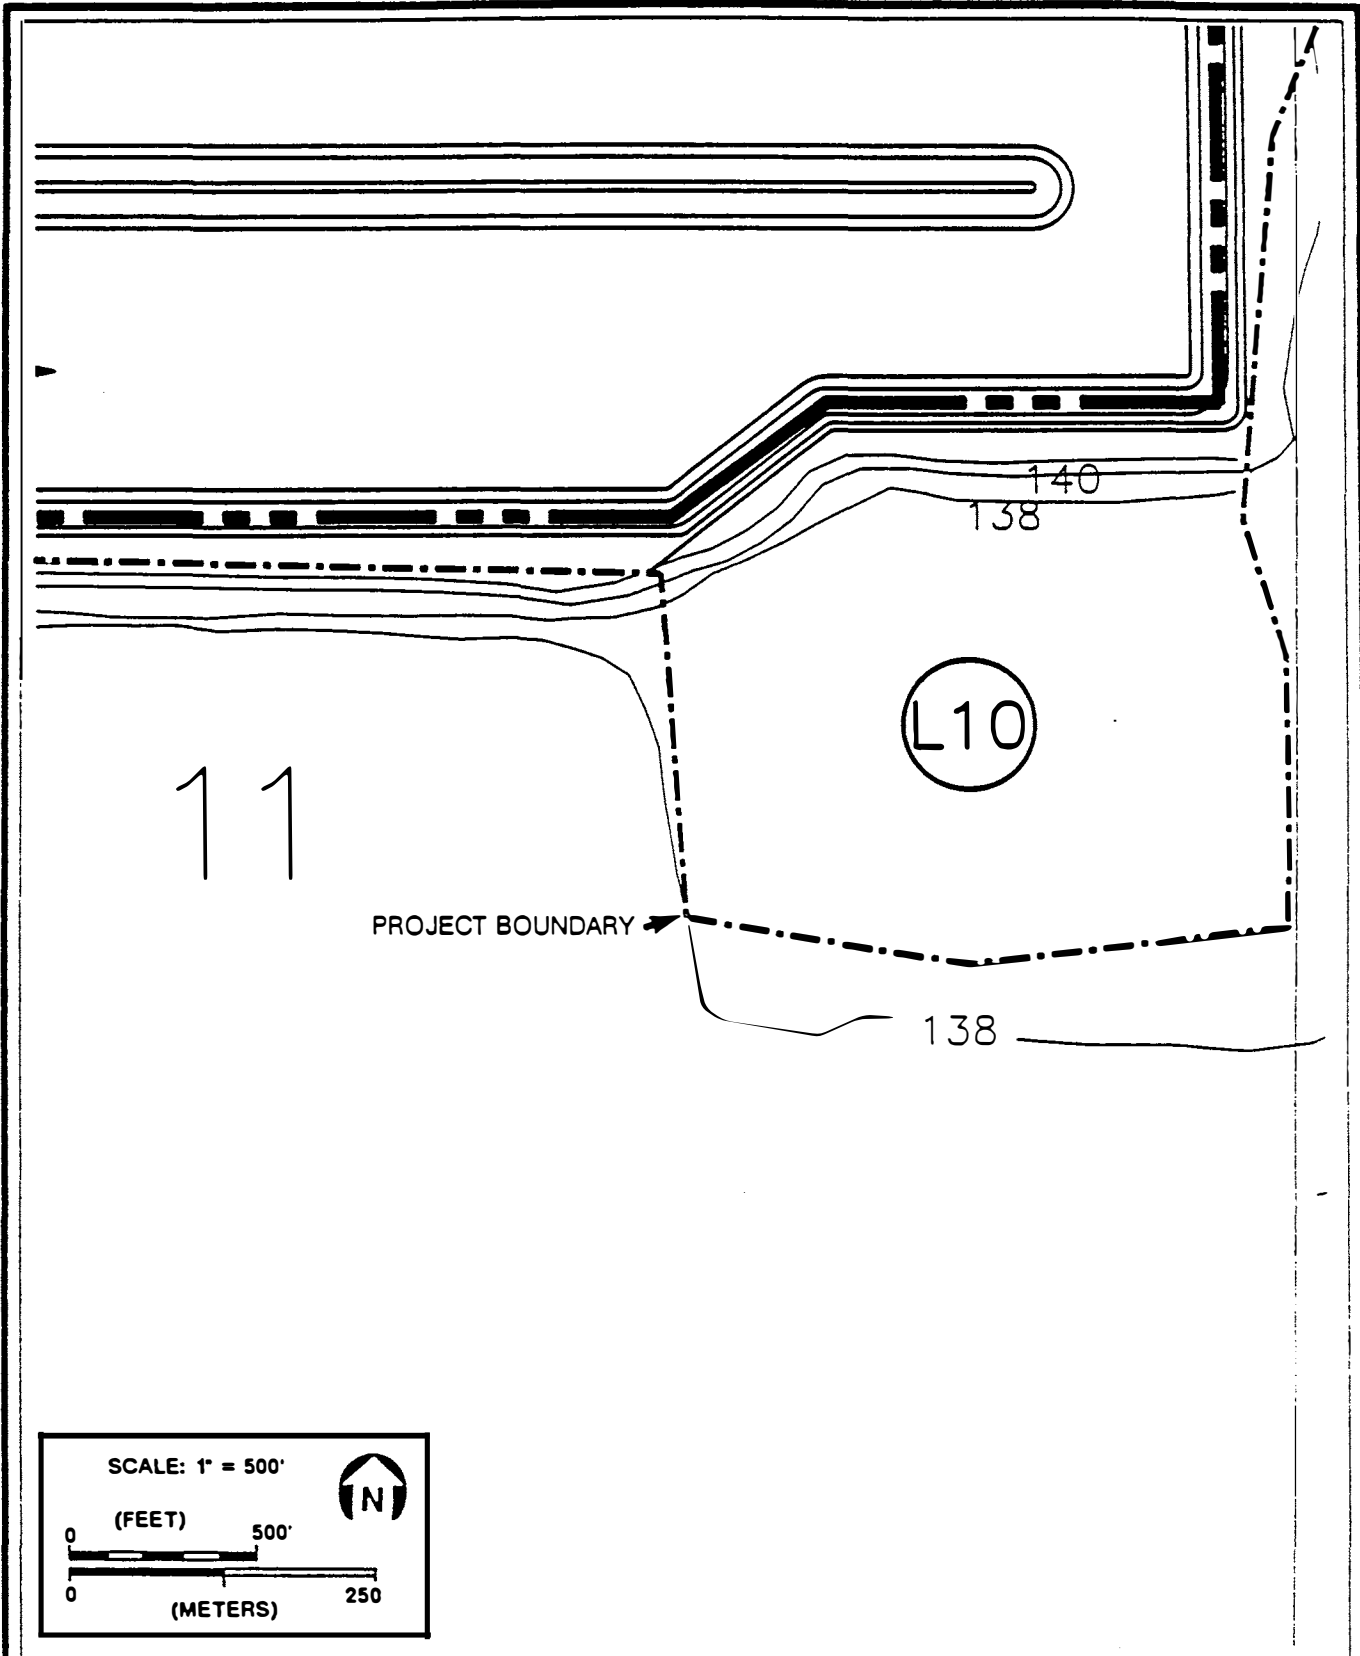 140
138
L10
11
PROJECT BOUNDARY
138
SCALE: 1" = 500'
N
(FEET)
0 500'
0 250
(METERS)